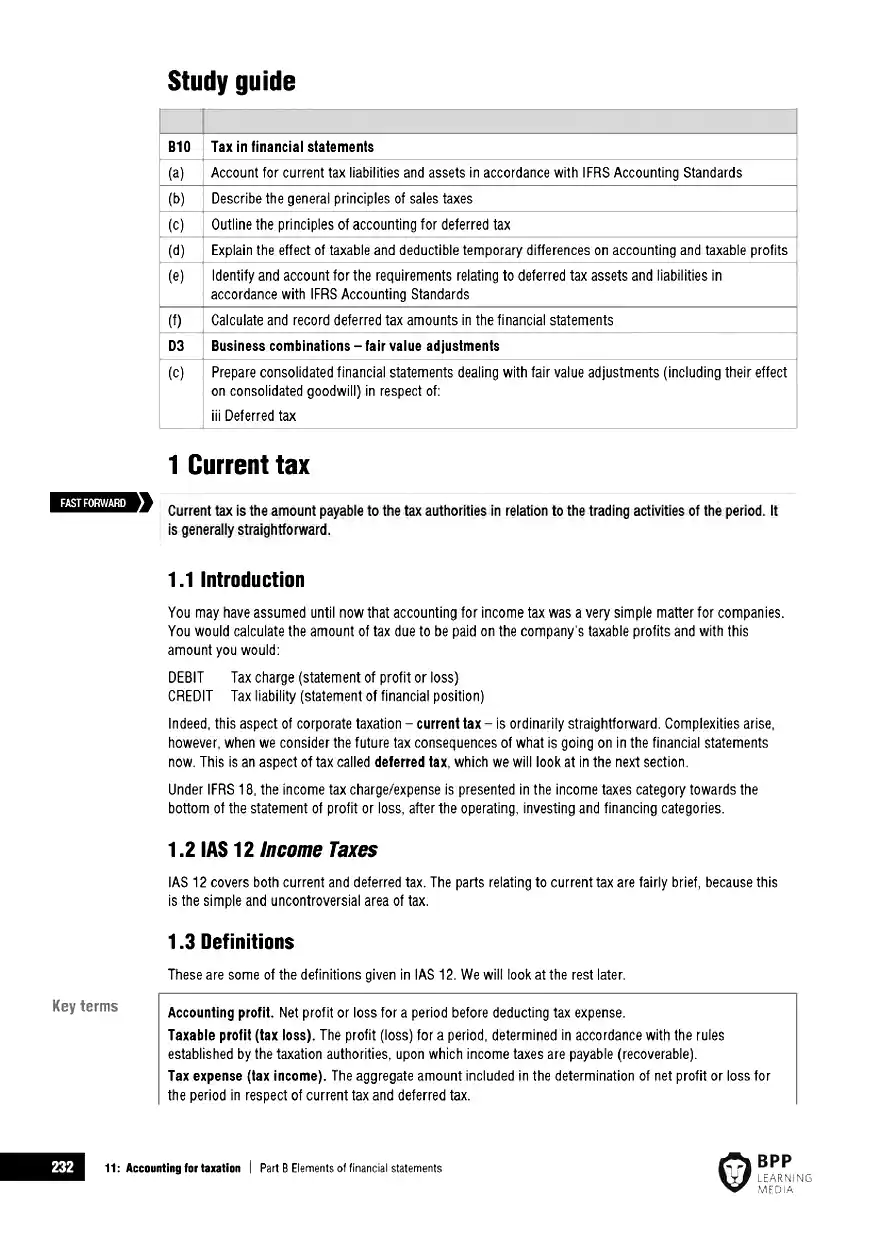 Study guide
B10 Tax in financial statements
(a) Account for current tax liabilities and assets in accordance with IFRS Accounting Standards
(b) Describe the general principles of sales taxes
(c) Outline the principles of accounting for deferred tax
(d) Explain the effect of taxable and deductible temporary differences on accounting and taxable profits
(e) Identify and account for the requirements relating to deferred tax assets and liabilities in
accordance with IFRS Accounting Standards
(f) Calculate and record deferred tax amounts in the financial statements
D3 Business combinations – fair value adjustments
(c) Prepare consolidated financial statements dealing with fair value adjustments (including their effect
on consolidated goodwill) in respect of:
iii Deferred tax
1 Current tax
FAST FORWARD
Current tax is the amount payable to the tax authorities in relation to the trading activities of the period. It
is generally straightforward.
1.1 Introduction
You may have assumed until now that accounting for income tax was a very simple matter for companies.
You would calculate the amount of tax due to be paid on the company's taxable profits and with this
amount you would:
DEBIT Tax charge (statement of profit or loss)
CREDIT Tax liability (statement of financial position)
Indeed, this aspect of corporate taxation – current tax – is ordinarily straightforward. Complexities arise,
however, when we consider the future tax consequences of what is going on in the financial statements
now. This is an aspect of tax called deferred tax, which we will look at in the next section.
Under IFRS 18, the income tax charge/expense is presented in the income taxes category towards the
bottom of the statement of profit or loss, after the operating, investing and financing categories.
1.2 IAS 12 Income Taxes
IAS 12 covers both current and deferred tax. The parts relating to current tax are fairly brief, because this
is the simple and uncontroversial area of tax.
1.3 Definitions
These are some of the definitions given in IAS 12. We will look at the rest later.
Key terms
Accounting profit. Net profit or loss for a period before deducting tax expense.
Taxable profit (tax loss). The profit (loss) for a period, determined in accordance with the rules
established by the taxation authorities, upon which income taxes are payable (recoverable).
Tax expense (tax income). The aggregate amount included in the determination of net profit or loss for
the period in respect of current tax and deferred tax.
232 11: Accounting for taxation | Part B Elements of financial statements
BPP
LEARNING
MEDIA